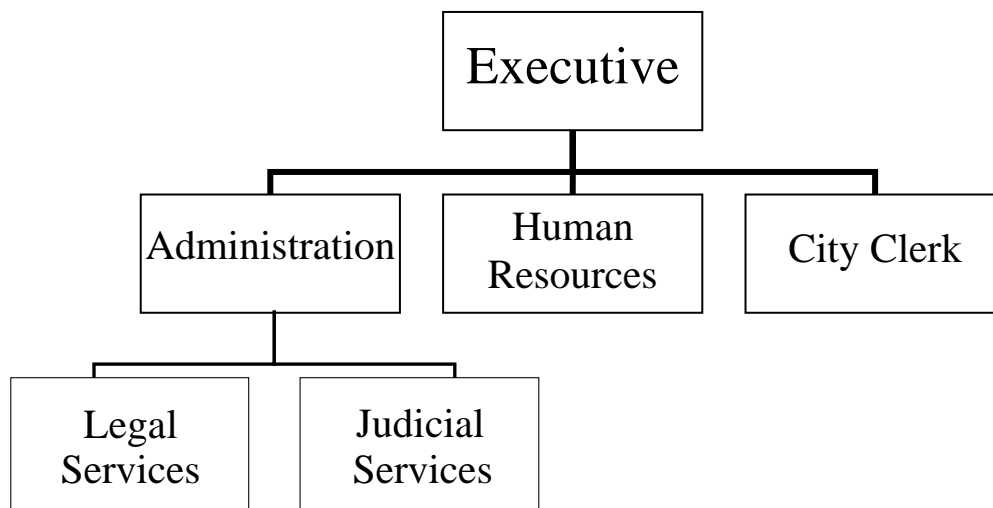 Executive
Administration
Human
Resources
City Clerk
Legal
Services
Judicial
Services